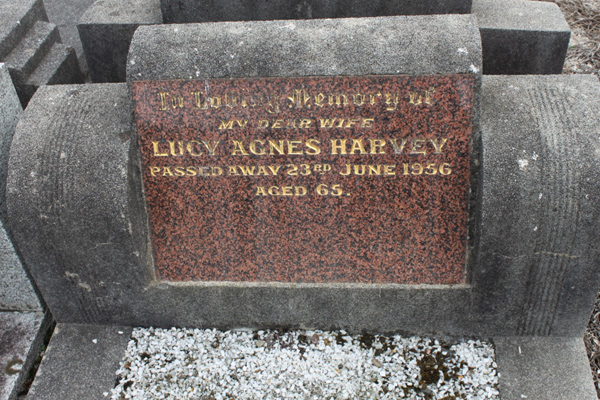 In Loving Memory of
MY DEAR WIFE
LUCY AGNES HARVEY
PASSED AWAY 23RD JUNE 1956
AGED 65.